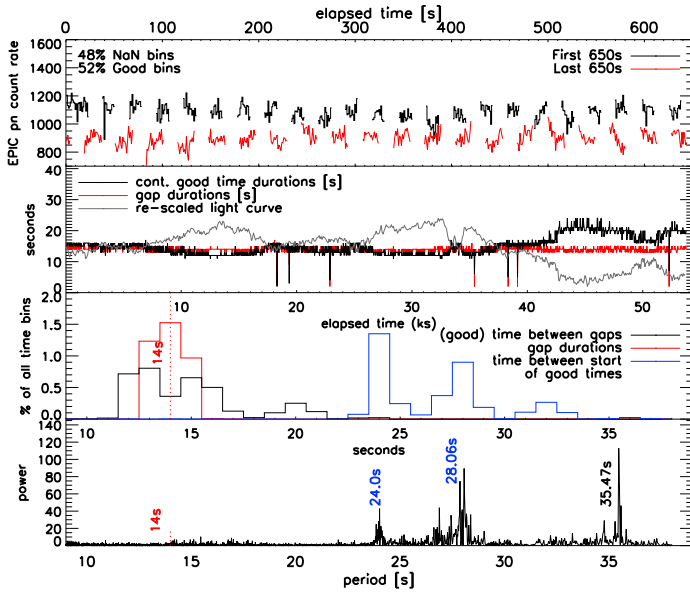 elapsed time [s]
0 100 200 300 400 500 600
EPIC pn count rate
1600
1400
1200
1000
800
48% NaN bins
52% Good bins
First 650s
Last 650s
seconds
40
30
20
10
0
cont. good time durations [s]
gap durations [s]
re-scaled light curve
10 20 30 40 50
elapsed time (ks)
% of all time bins
2.0
1.5
1.0
0.5
0.0
14s
(good) time between gaps
gap durations
time between start
of good times
10 15 20 25 30 35
seconds
power
140
120
100
80
60
40
20
0
14s
24.0s
28.06s
35.47s
10 15 20 25 30 35
period [s]